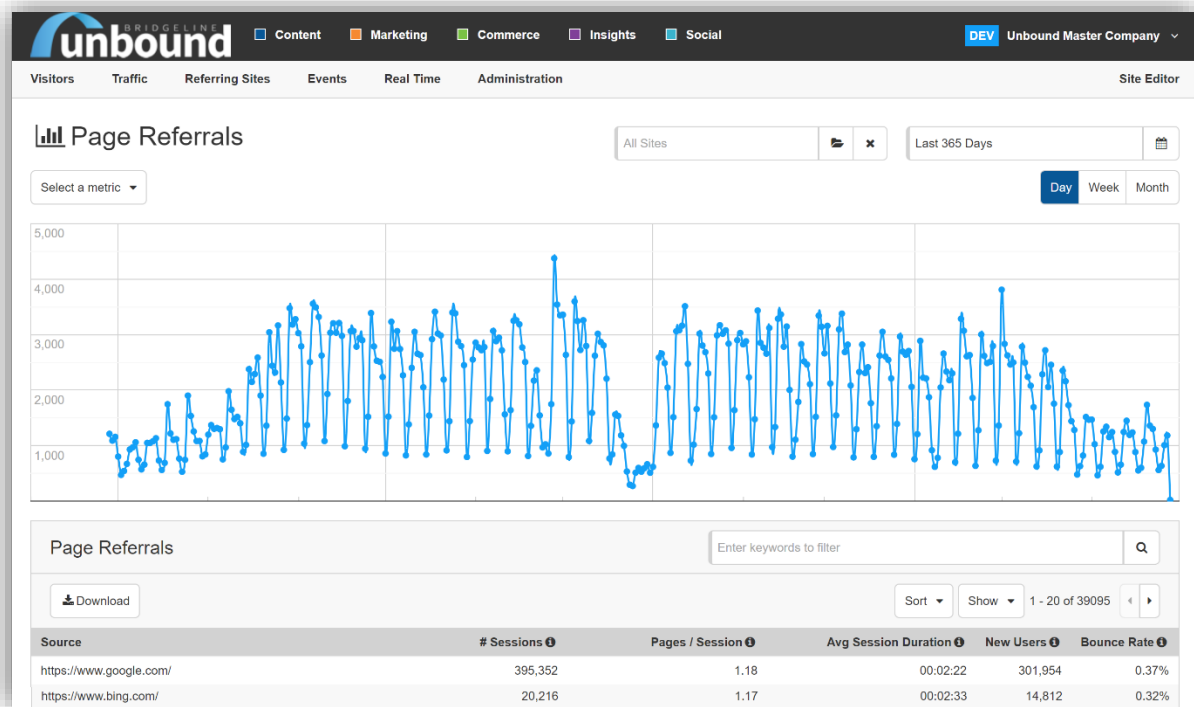 BRIDGELINE
unbound
Content Marketing Commerce Insights Social DEV Unbound Master Company
Visitors Traffic Referring Sites Events Real Time Administration Site Editor
Page Referrals All Sites Last 365 Days
Select a metric Day Week Month
5,000
4,000
3,000
2,000
1,000
Page Referrals Enter keywords to filter
Download Sort Show 1 - 20 of 39095
Source # Sessions Pages / Session Avg Session Duration New Users Bounce Rate
https://www.google.com/ 395,352 1.18 00:02:22 301,954 0.37%
https://www.bing.com/ 20,216 1.17 00:02:33 14,812 0.32%